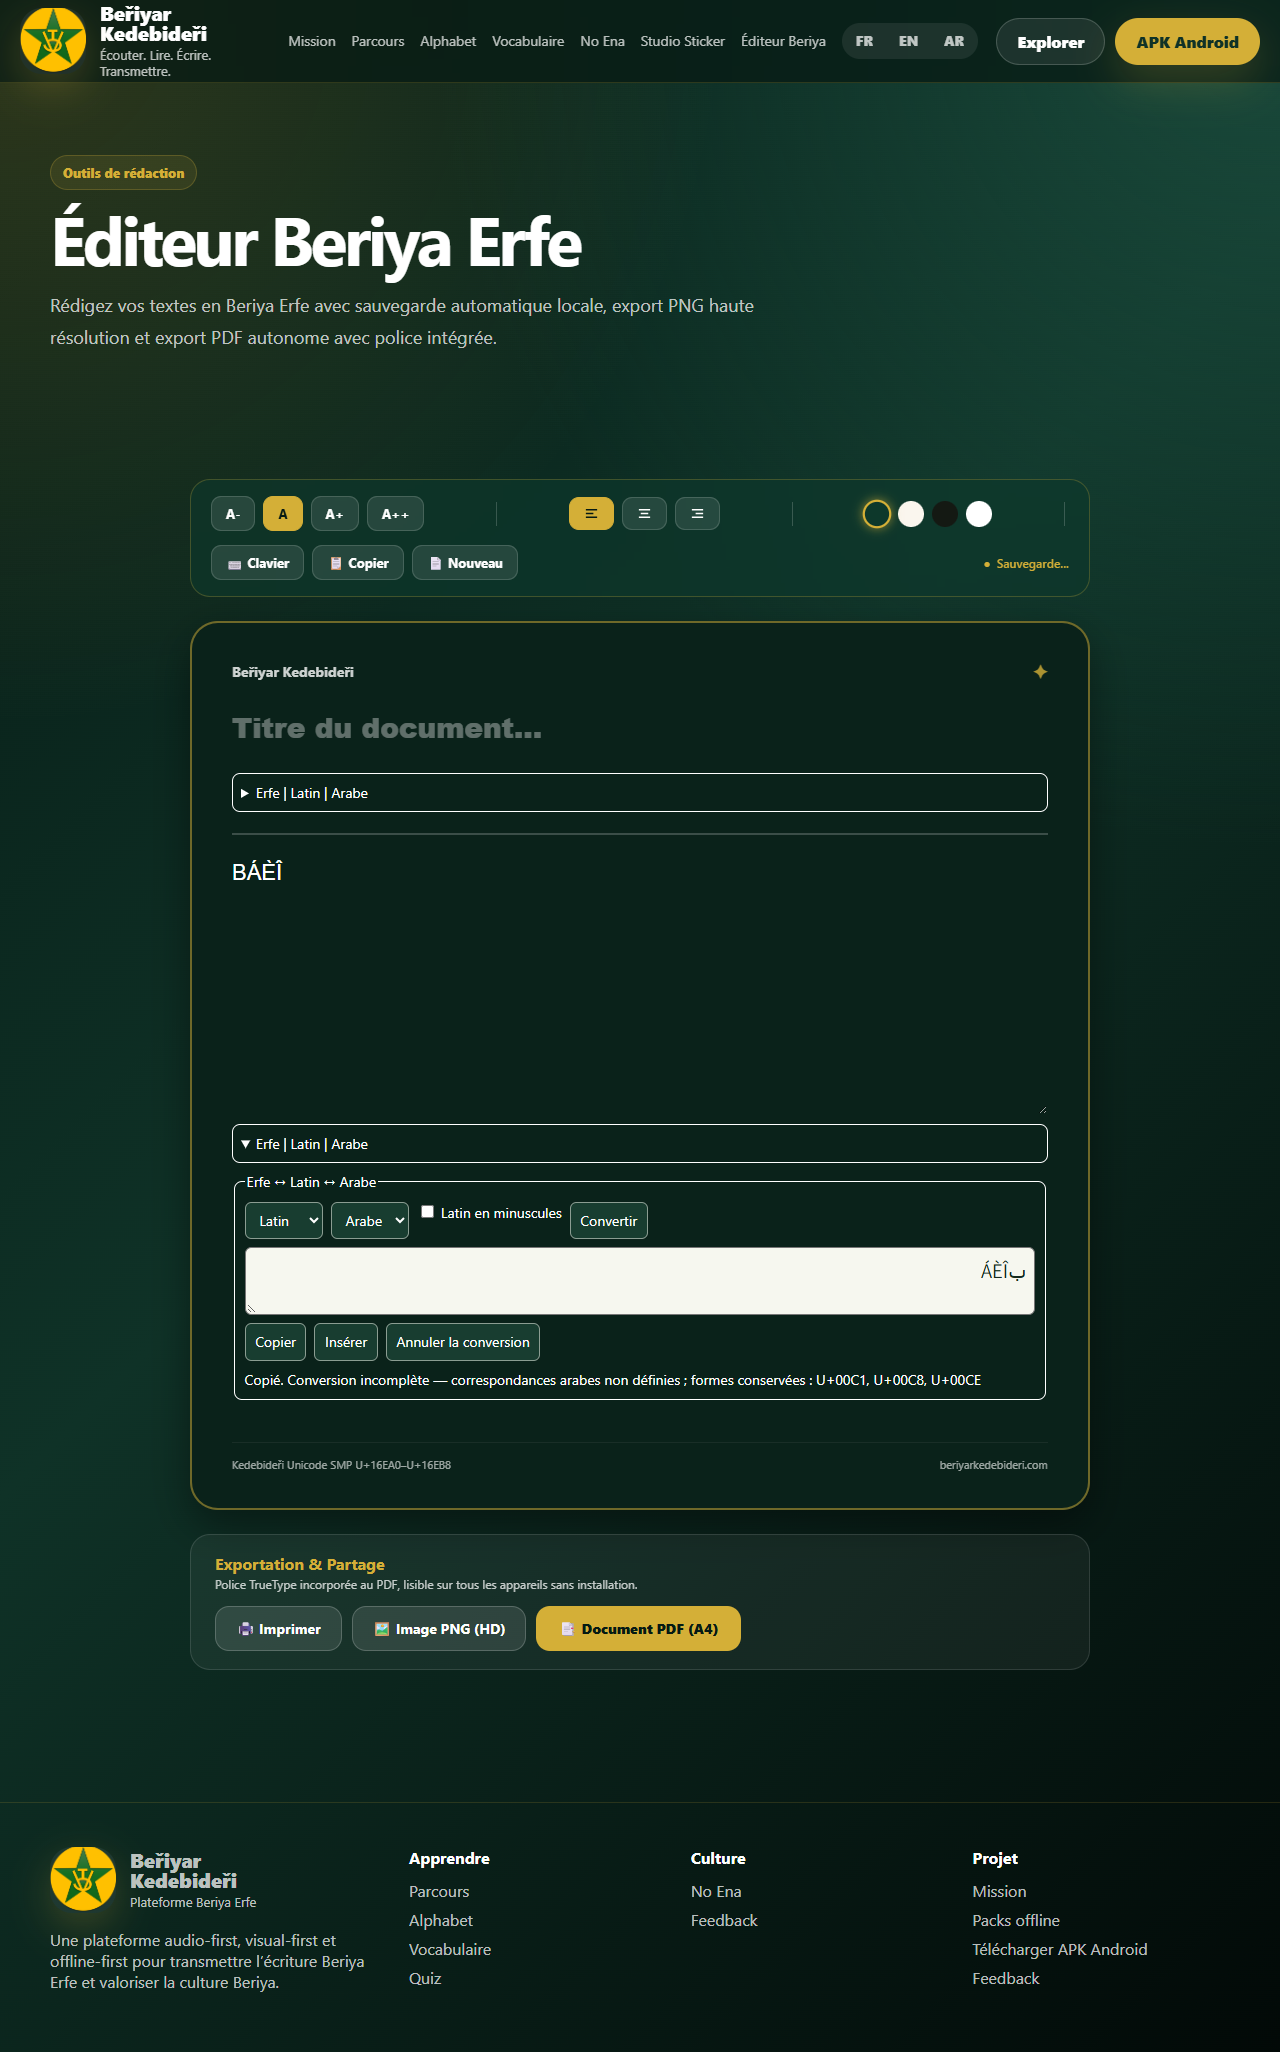 Beřiyar
Kedebideři
Écouter. Lire. Écrire.
Transmettre.
Mission Parcours Alphabet Vocabulaire No Ena Studio Sticker Éditeur Beriya FR EN AR Explorer APK Android
Outils de rédaction
Éditeur Beriya Erfe
Rédigez vos textes en Beriya Erfe avec sauvegarde automatique locale, export PNG haute
résolution et export PDF autonome avec police intégrée.
A- A A+ A++
Clavier Copier Nouveau ● Sauvegarde...
Beřiyar Kedebideři ✦
Titre du document...
▶ Erfe | Latin | Arabe
BÁÈÎ
▼ Erfe | Latin | Arabe
Erfe ↔ Latin ↔ Arabe
Latin Arabe Latin en minuscules Convertir
بÁÈÎ
Copier Insérer Annuler la conversion
Copié. Conversion incomplète — correspondances arabes non définies ; formes conservées : U+00C1, U+00C8, U+00CE
Kedebideři Unicode SMP U+16EA0–U+16EB8 beriyarkedebideri.com
Exportation & Partage
Police TrueType incorporée au PDF, lisible sur tous les appareils sans installation.
Imprimer Image PNG (HD) Document PDF (A4)
Beřiyar
Kedebideři
Plateforme Beriya Erfe
Une plateforme audio-first, visual-first et
offline-first pour transmettre l’écriture Beriya
Erfe et valoriser la culture Beriya.
Apprendre
Parcours
Alphabet
Vocabulaire
Quiz
Culture
No Ena
Feedback
Projet
Mission
Packs offline
Télécharger APK Android
Feedback